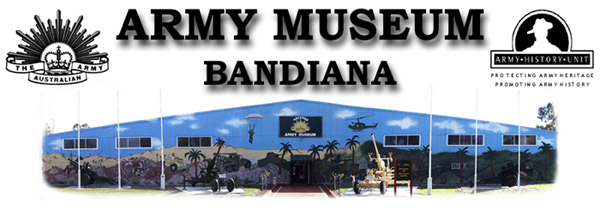 ARMY MUSEUM
BANDIANA
THE ARMY
AUSTRALIAN
ARMY•HISTORY•UNIT
PROTECTING ARMY HERITAGE
PROMOTING ARMY HISTORY
ARMY MUSEUM